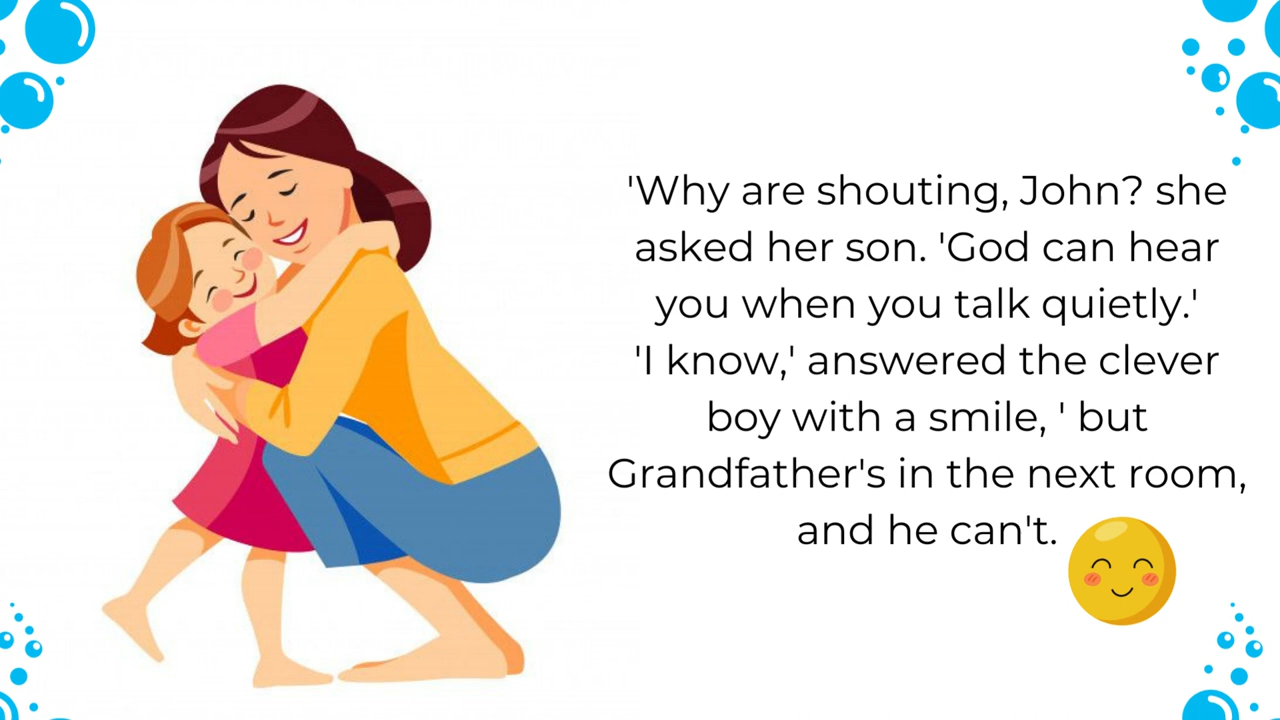 'Why are shouting, John? she
asked her son. 'God can hear
you when you talk quietly.'
'I know,' answered the clever
boy with a smile, ' but
Grandfather's in the next room,
and he can't.